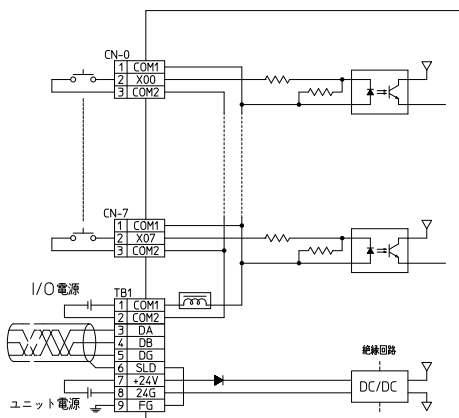 CN-0
1 COM1
2 X00
3 COM2
CN-7
1 COM1
2 X07
3 COM2
I/O電源
TB1
1 COM1
2 COM2
3 DA
4 DB
5 DG
6 SLD
7 +24V
8 24G
9 FG
ユニット電源
絶縁回路
DC/DC